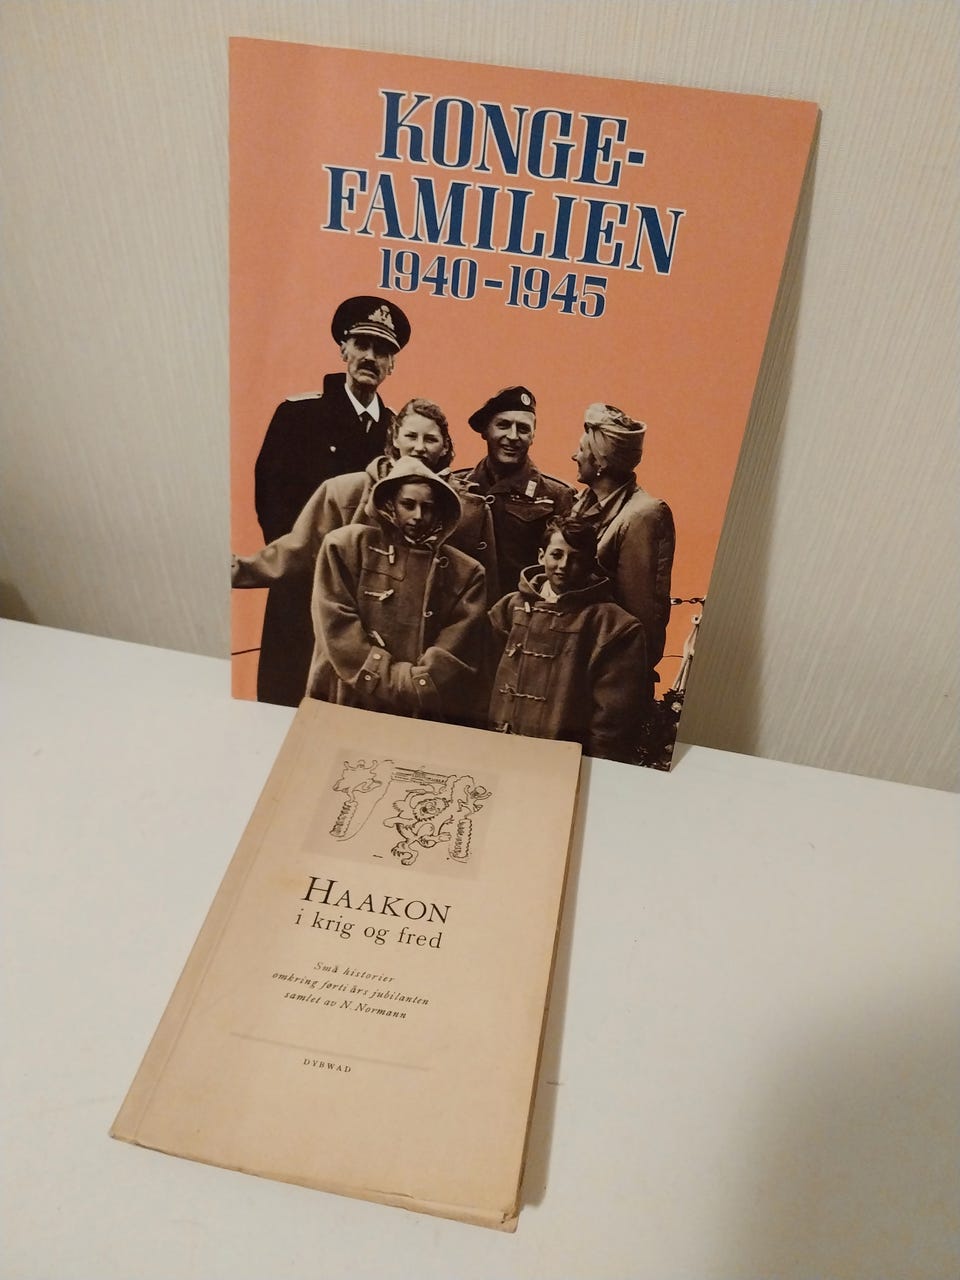 KONGE-
FAMILIEN
1940-1945
HAAKON
i krig og fred
Små historier
omkring førti års jubilanten
samlet av N. Normann
DYBWAD